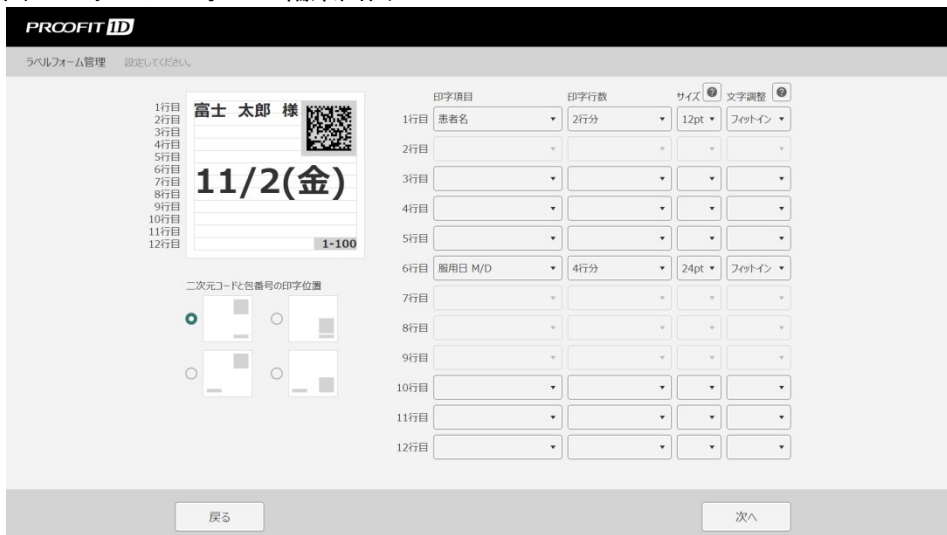 PROOFIT 1D
ラベルフォーム管理 設定してください。
1行目
2行目
3行目
4行目
5行目
6行目
7行目
8行目
9行目
10行目
11行目
12行目
富士 太郎 様
11/2(金)
1-100
二次元コードと包番号の印字位置
印字項目 印字行数 サイズ ? 文字調整 ?
1行目 患者名 2行分 12pt フィットイン
2行目
3行目
4行目
5行目
6行目 服用日 M/D 4行分 24pt フィットイン
7行目
8行目
9行目
10行目
11行目
12行目
戻る 次へ